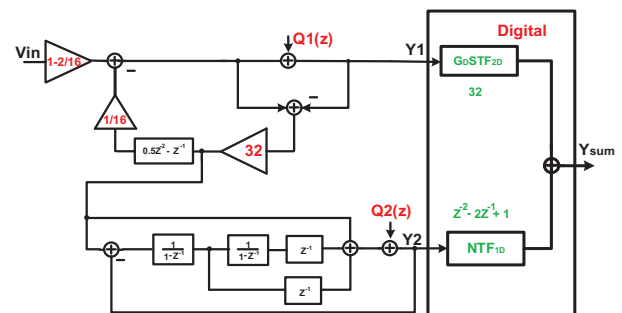 Digital
Vin
1-2/16
Q1(z)
Y1
GDSTF2D
32
1/16
0.5Z-2 - Z-1
32
Ysum
Q2(z)
Z-2 - 2Z-1 + 1
Y2
1
1-Z-1
1
1-Z-1
Z-1
NTF1D
Z-1